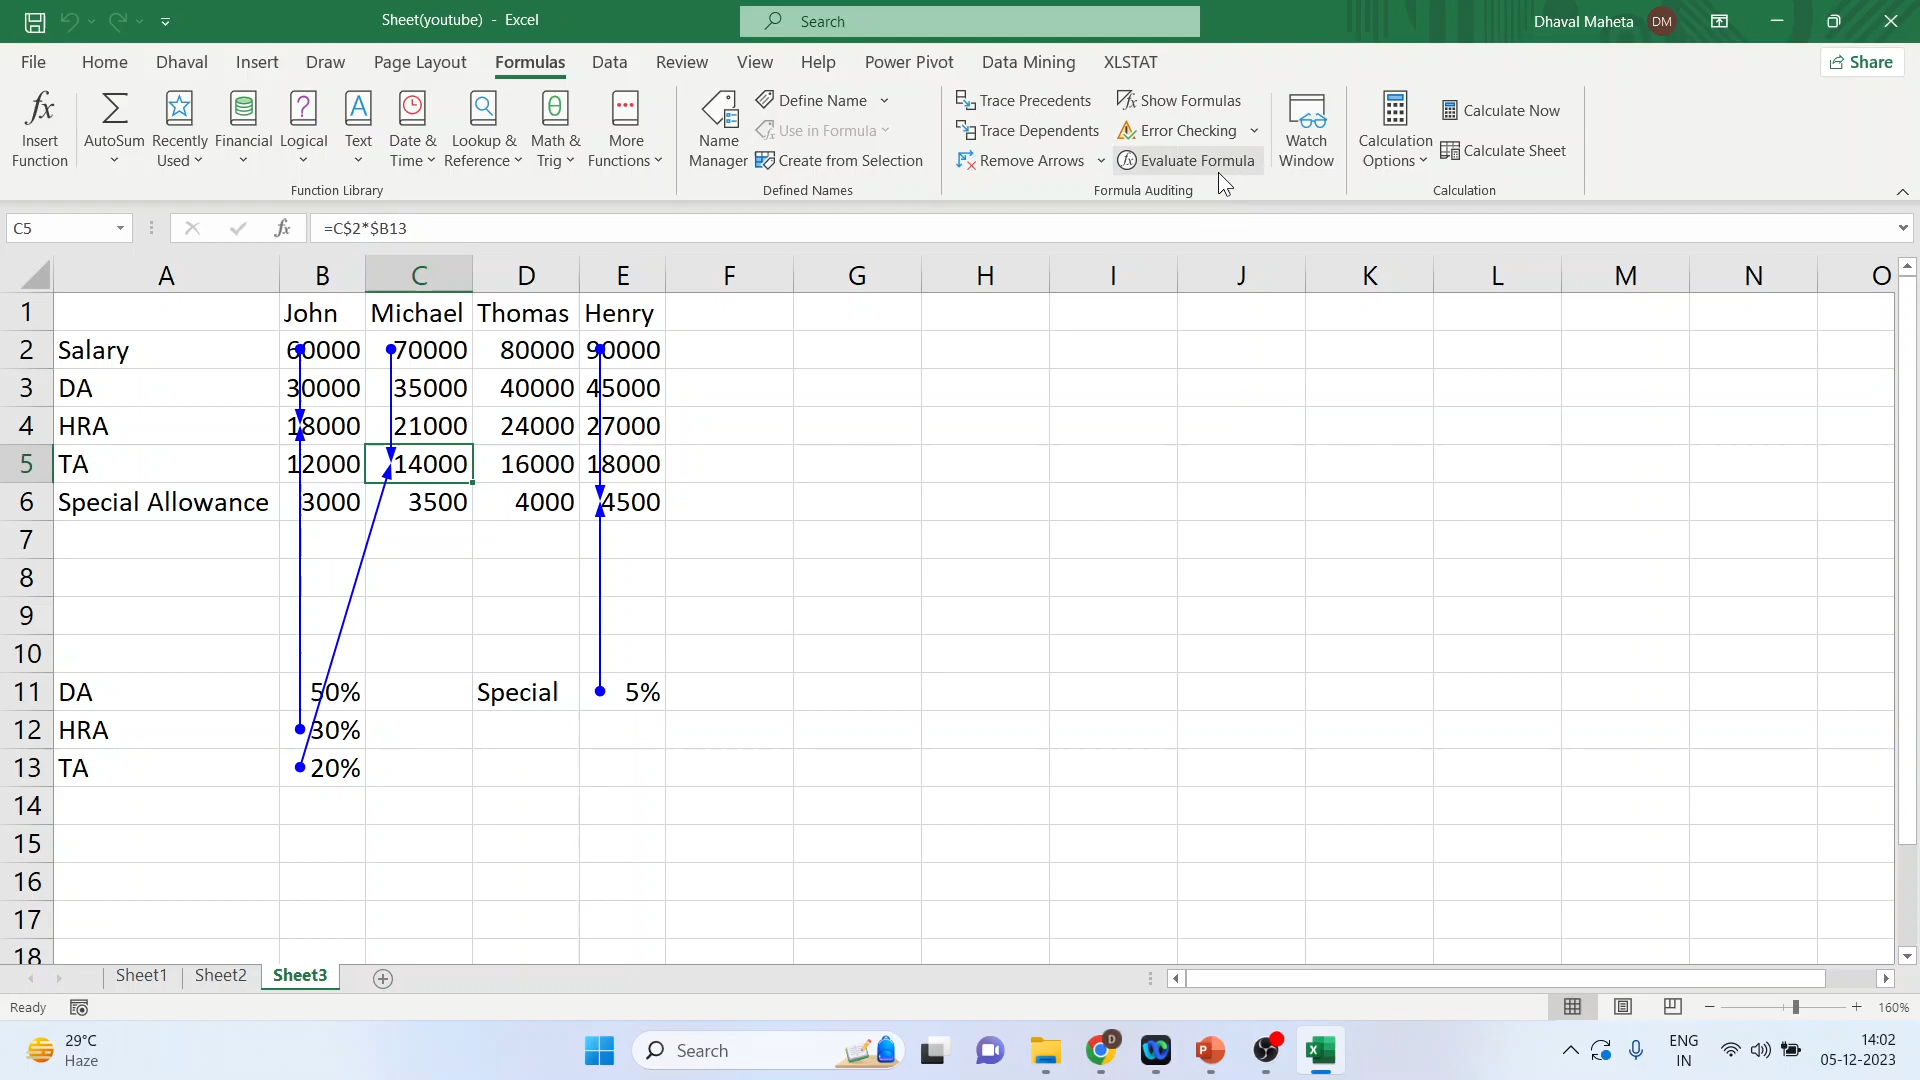 Sheet(youtube) - Excel
Search
Dhaval Maheta
DM
File Home Dhaval Insert Draw Page Layout Formulas Data Review View Help Power Pivot Data Mining XLSTAT
Share
Insert Function
AutoSum
Recently Used
Financial
Logical
Text
Date & Time
Lookup & Reference
Math & Trig
More Functions
Function Library
Name Manager
Define Name
Use in Formula
Create from Selection
Defined Names
Trace Precedents
Trace Dependents
Remove Arrows
Show Formulas
Error Checking
Evaluate Formula
Watch Window
Formula Auditing
Calculation Options
Calculate Now
Calculate Sheet
Calculation
C5
fx
=C$2*$B13
A B C D E F G H I J K L M N O
1 John Michael Thomas Henry
2 Salary 60000 70000 80000 90000
3 DA 30000 35000 40000 45000
4 HRA 18000 21000 24000 27000
5 TA 12000 14000 16000 18000
6 Special Allowance 3000 3500 4000 4500
7
8
9
10
11 DA 50% Special 5%
12 HRA 30%
13 TA 20%
14
15
16
17
18
Sheet1 Sheet2 Sheet3
Ready
160%
29°C
Haze
Search
ENG
IN
14:02
05-12-2023